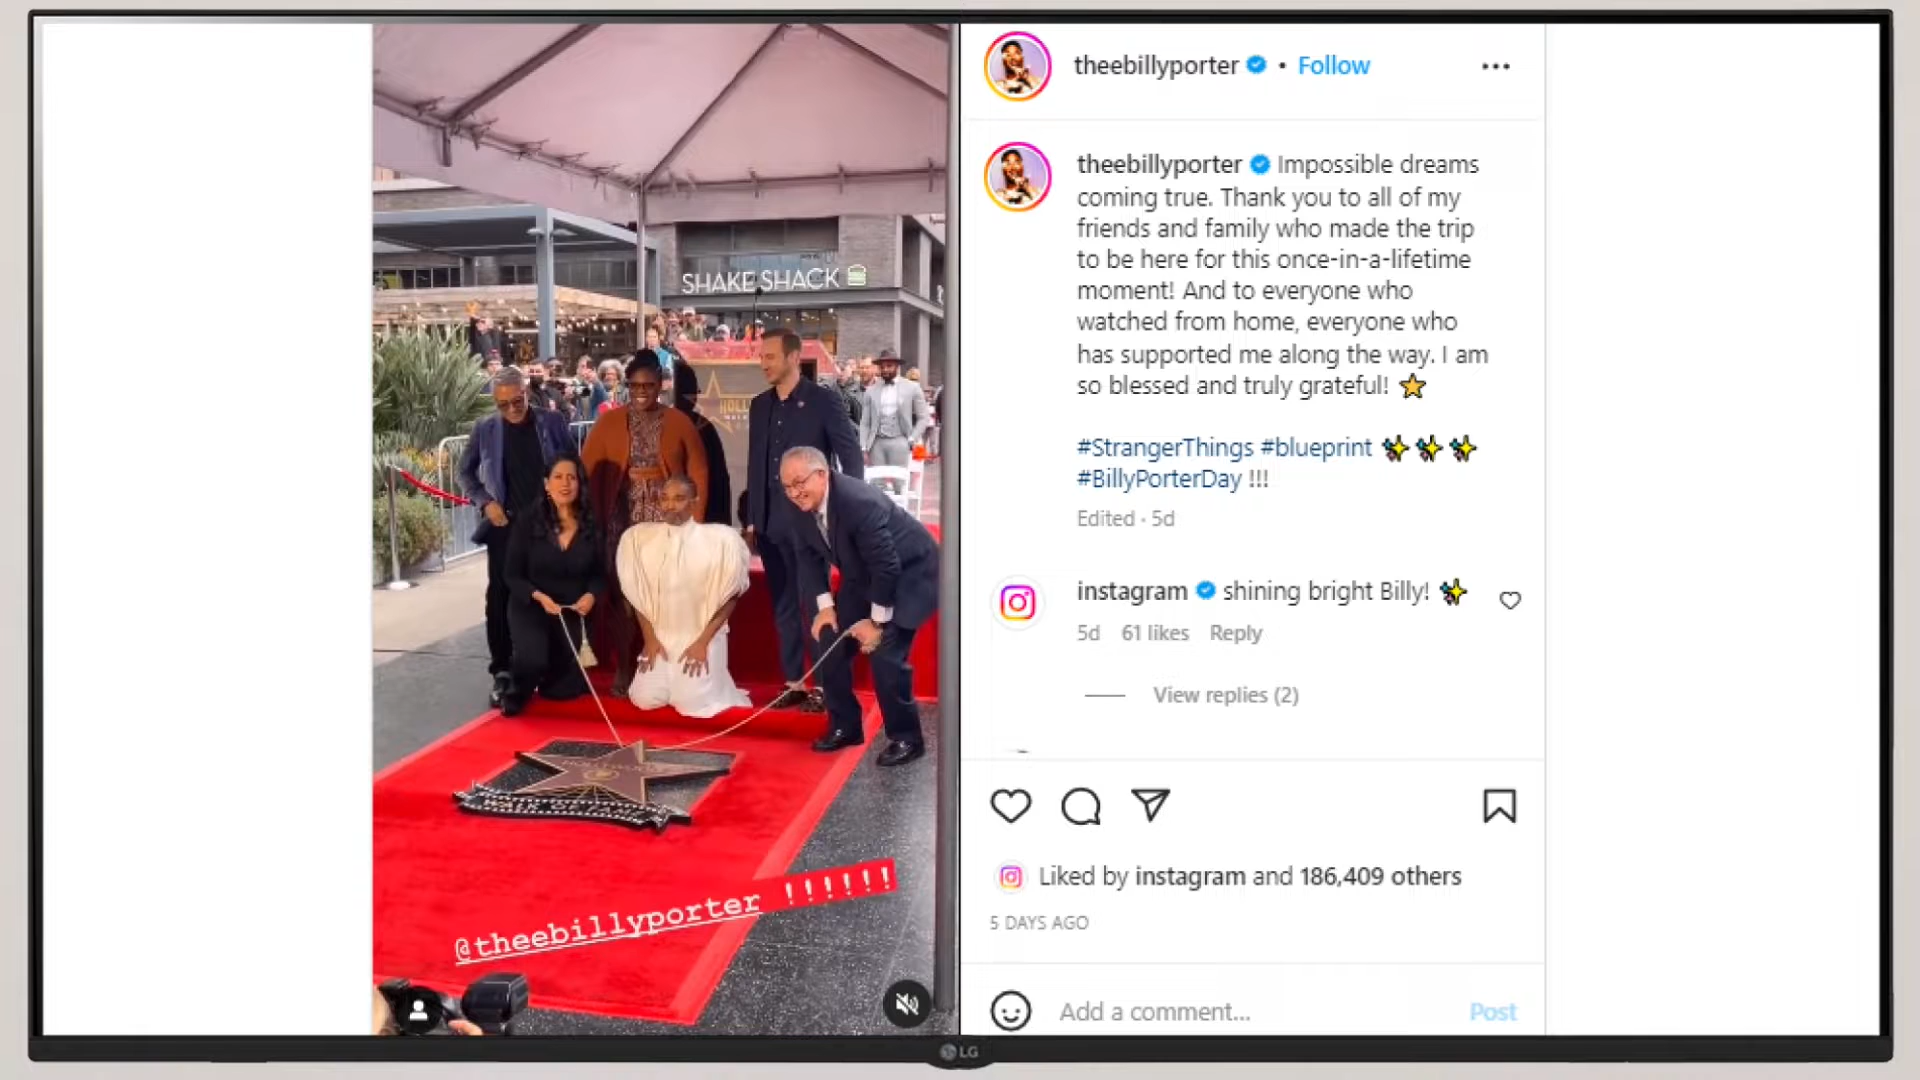 theebillyporter • Follow
theebillyporter Impossible dreams
coming true. Thank you to all of my
friends and family who made the trip
to be here for this once-in-a-lifetime
moment! And to everyone who
watched from home, everyone who
has supported me along the way. I am
so blessed and truly grateful! ⭐
#StrangerThings #blueprint ✨✨✨
#BillyPorterDay !!!
Edited · 5d
instagram shining bright Billy! ✨
5d 61 likes Reply
View replies (2)
Liked by instagram and 186,409 others
5 DAYS AGO
Add a comment... Post
SHAKE SHACK
@theebillyporter !!!!!!
LG